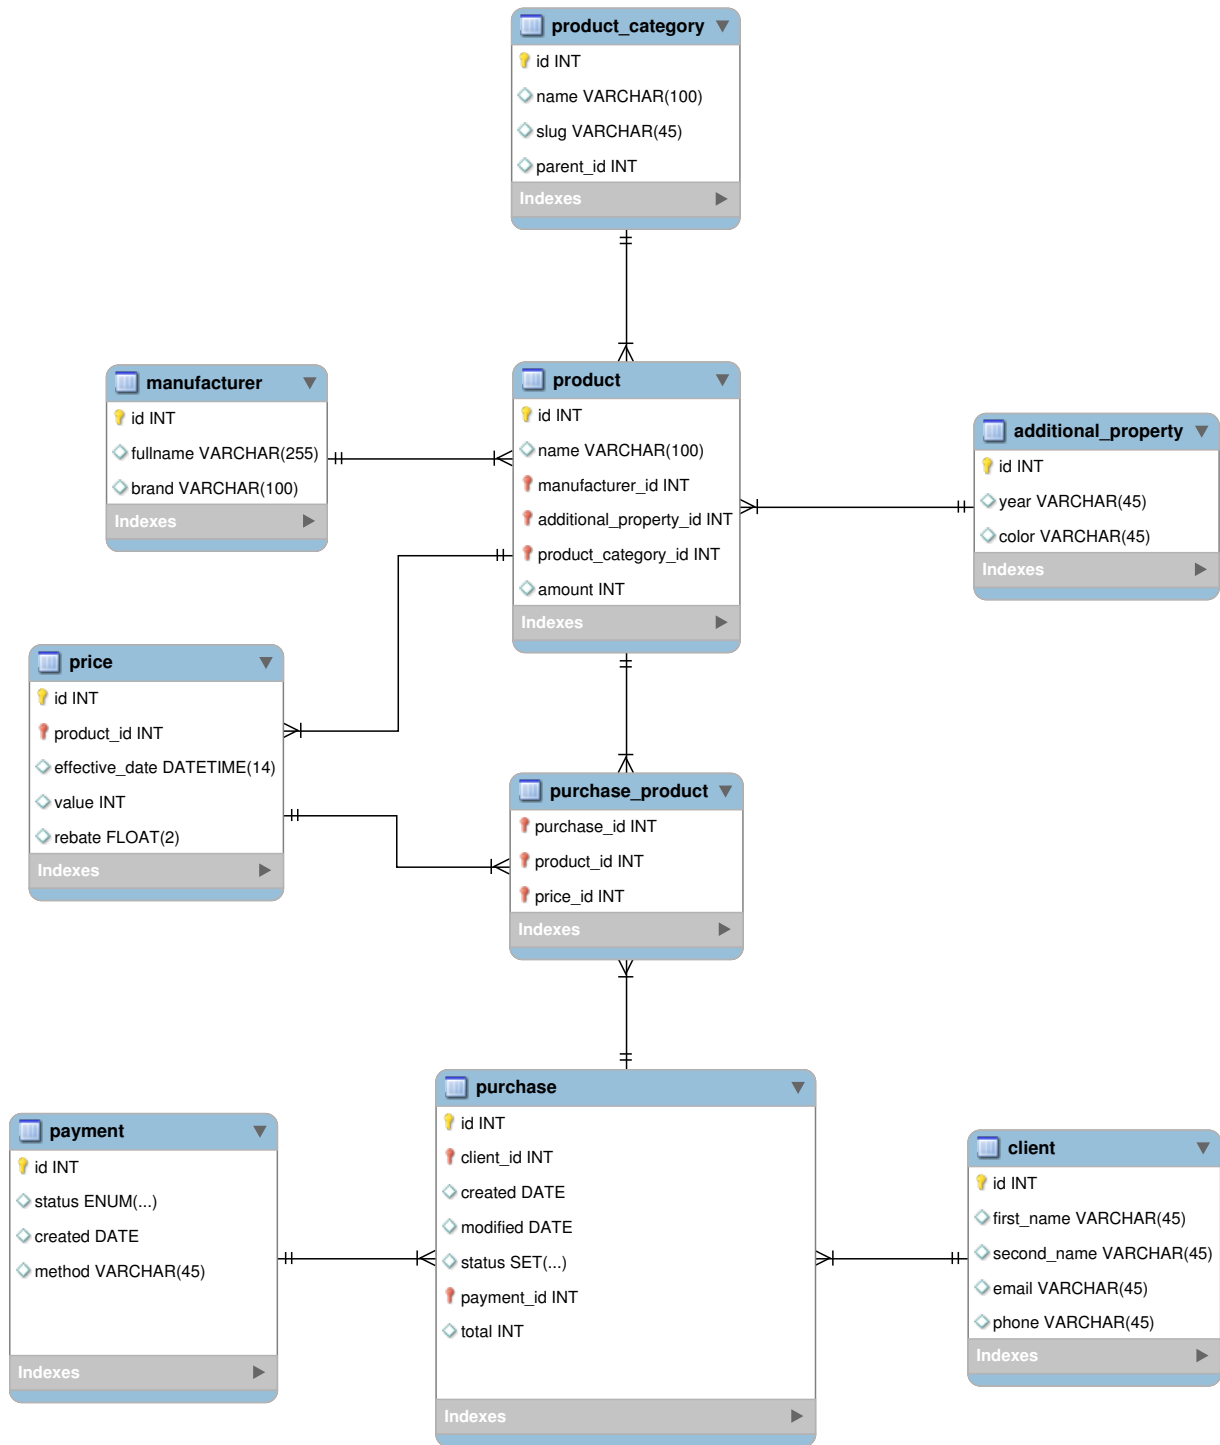 product_category
id INT
name VARCHAR(100)
slug VARCHAR(45)
parent_id INT
Indexes
manufacturer
id INT
fullname VARCHAR(255)
brand VARCHAR(100)
Indexes
product
id INT
name VARCHAR(100)
manufacturer_id INT
additional_property_id INT
product_category_id INT
amount INT
Indexes
additional_property
id INT
year VARCHAR(45)
color VARCHAR(45)
Indexes
price
id INT
product_id INT
effective_date DATETIME(14)
value INT
rebate FLOAT(2)
Indexes
purchase_product
purchase_id INT
product_id INT
price_id INT
Indexes
payment
id INT
status ENUM(...)
created DATE
method VARCHAR(45)
Indexes
purchase
id INT
client_id INT
created DATE
modified DATE
status SET(...)
payment_id INT
total INT
Indexes
client
id INT
first_name VARCHAR(45)
second_name VARCHAR(45)
email VARCHAR(45)
phone VARCHAR(45)
Indexes